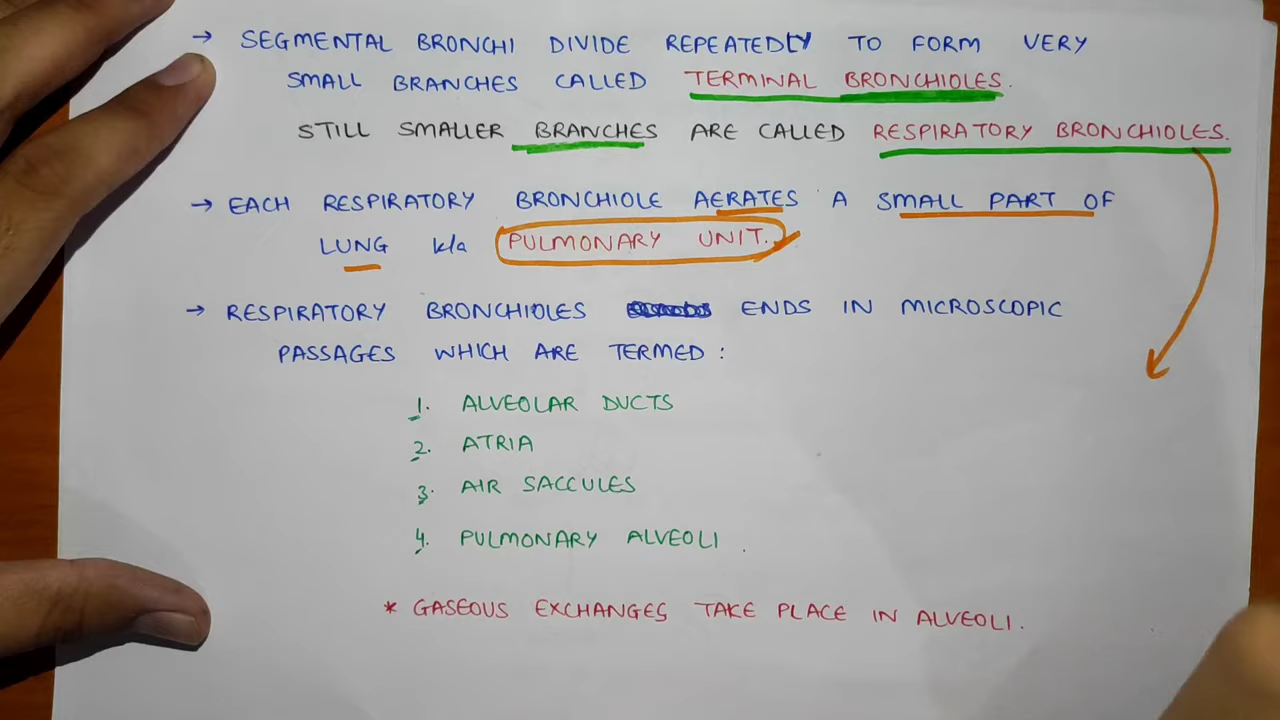 → SEGMENTAL BRONCHI DIVIDE REPEATEDLY TO FORM VERY
SMALL BRANCHES CALLED TERMINAL BRONCHIOLES.
STILL SMALLER BRANCHES ARE CALLED RESPIRATORY BRONCHIOLES.
→ EACH RESPIRATORY BRONCHIOLE AERATES A SMALL PART OF
LUNG k/a PULMONARY UNIT.
→ RESPIRATORY BRONCHIOLES ENDS IN MICROSCOPIC
PASSAGES WHICH ARE TERMED :
1. ALVEOLAR DUCTS
2. ATRIA
3. AIR SACCULES
4. PULMONARY ALVEOLI .
* GASEOUS EXCHANGES TAKE PLACE IN ALVEOLI.